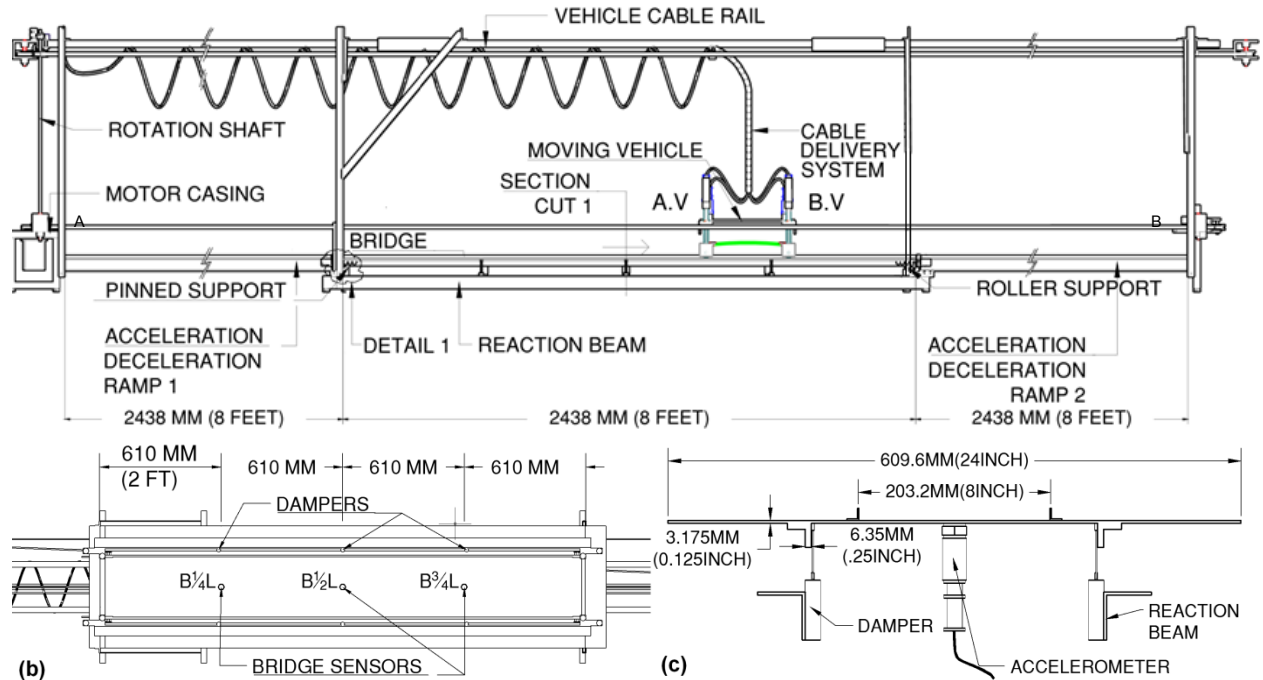 VEHICLE CABLE RAIL
ROTATION SHAFT
CABLE
DELIVERY
SYSTEM
MOVING VEHICLE
MOTOR CASING
SECTION
CUT 1
A.V
B.V
A
B
BRIDGE
PINNED SUPPORT
ROLLER SUPPORT
ACCELERATION
DECELERATION
RAMP 1
DETAIL 1
REACTION BEAM
ACCELERATION
DECELERATION
RAMP 2
2438 MM (8 FEET)
2438 MM (8 FEET)
2438 MM (8 FEET)
610 MM
(2 FT)
610 MM
610 MM
610 MM
DAMPERS
B¼L
B½L
B¾L
BRIDGE SENSORS
(b)
609.6MM(24INCH)
203.2MM(8INCH)
3.175MM
(0.125INCH)
6.35MM
(.25INCH)
DAMPER
REACTION
BEAM
ACCELEROMETER
(c)